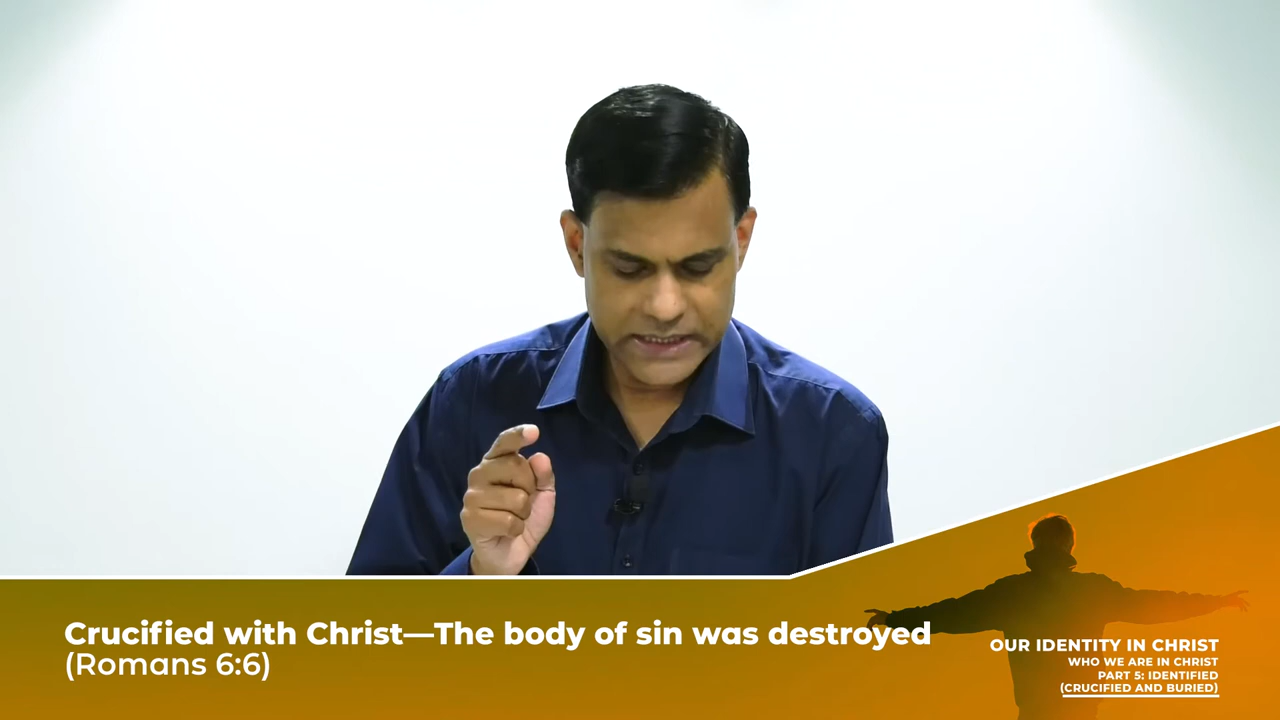 Crucified with Christ—The body of sin was destroyed
(Romans 6:6)
OUR IDENTITY IN CHRIST
WHO WE ARE IN CHRIST
PART 5: IDENTIFIED
(CRUCIFIED AND BURIED)